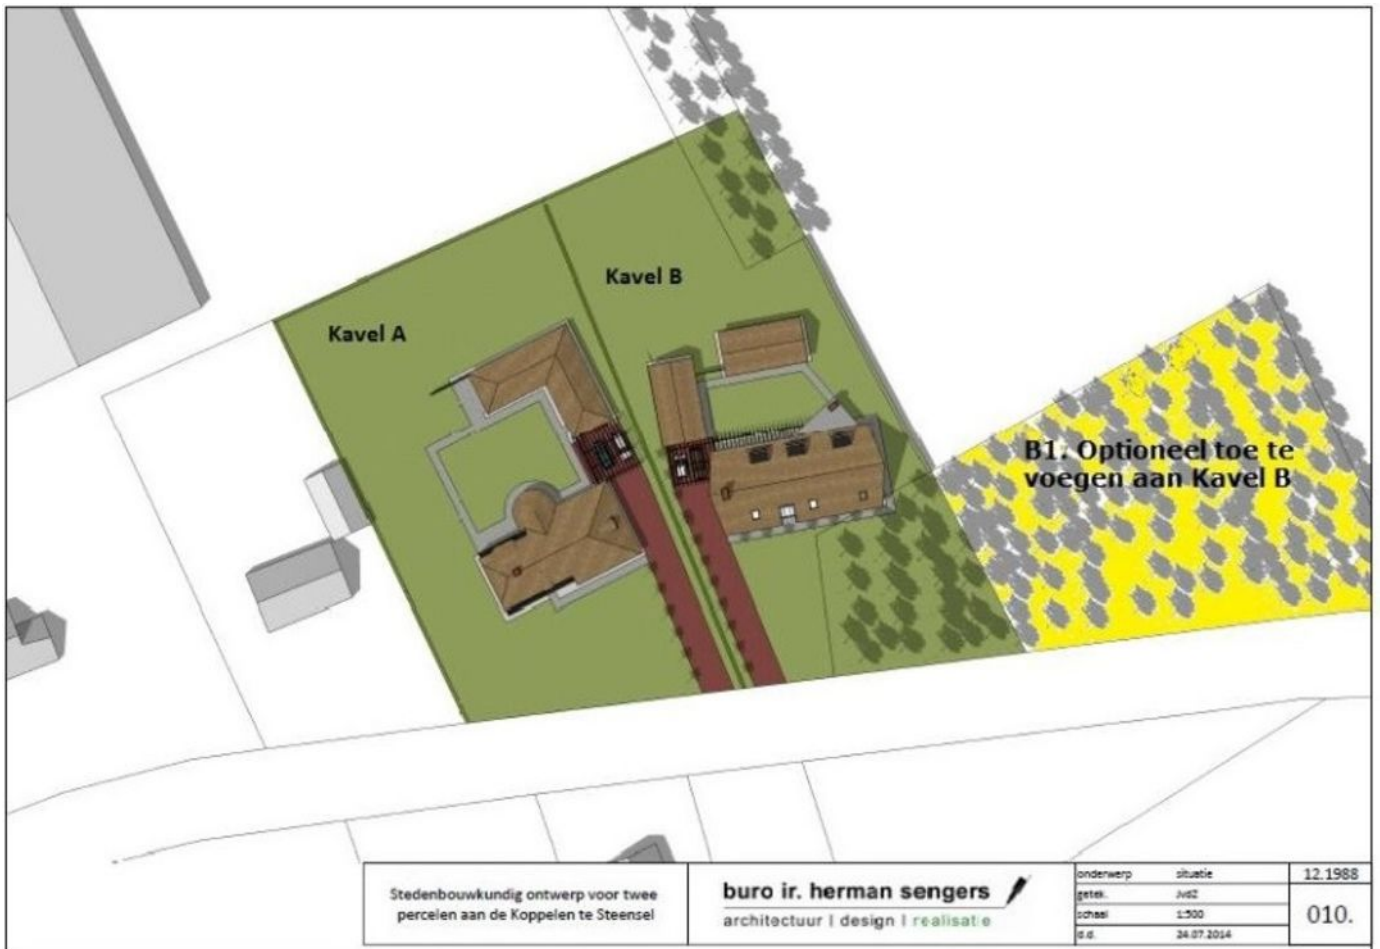 Kavel B
Kavel A
B1. Optioneel toe te
voegen aan Kavel B
Stedenbouwkundig ontwerp voor twee
percelen aan de Koppelen te Steensel
buro ir. herman sengers
architectuur | design | realisatie
onderwerp situatie
getek. JvdZ
schaal 1:500
d.d. 24.07.2014
12.1988
010.